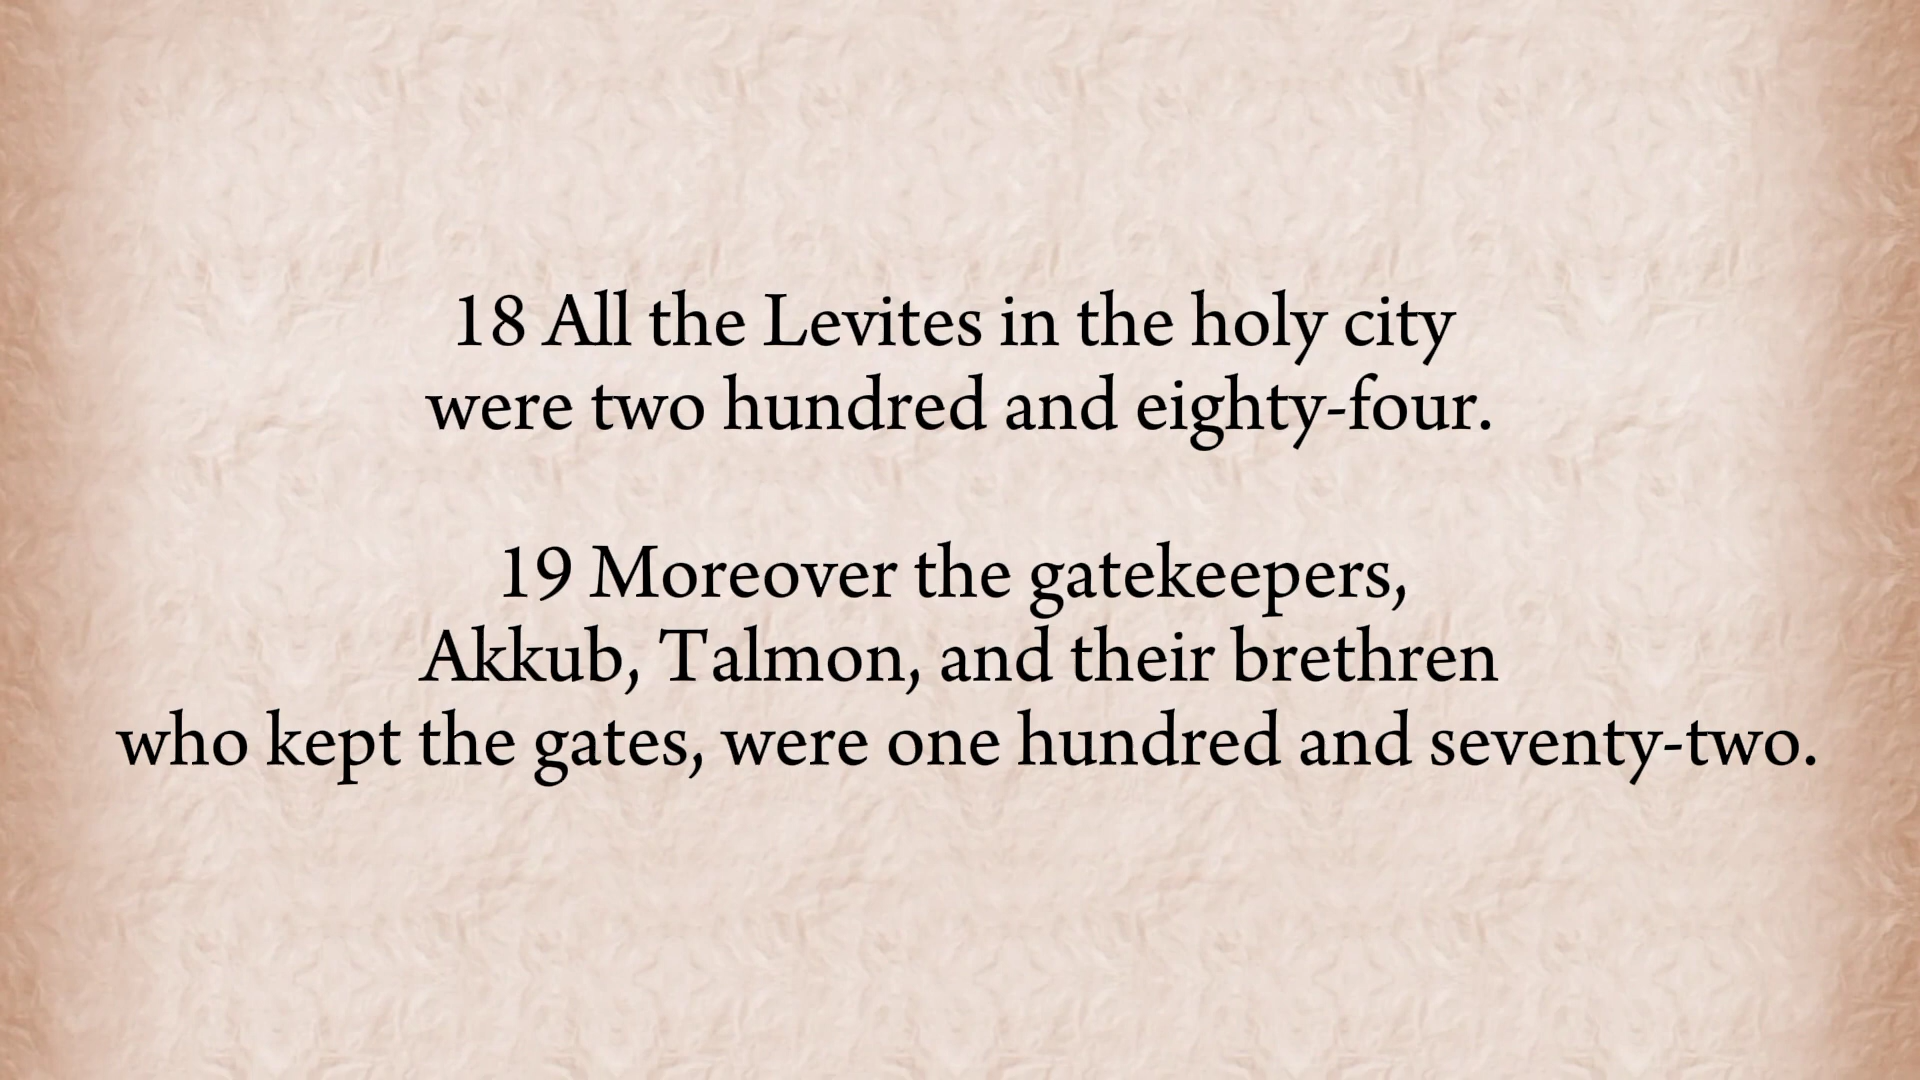 18 All the Levites in the holy city
were two hundred and eighty-four.
19 Moreover the gatekeepers,
Akkub, Talmon, and their brethren
who kept the gates, were one hundred and seventy-two.